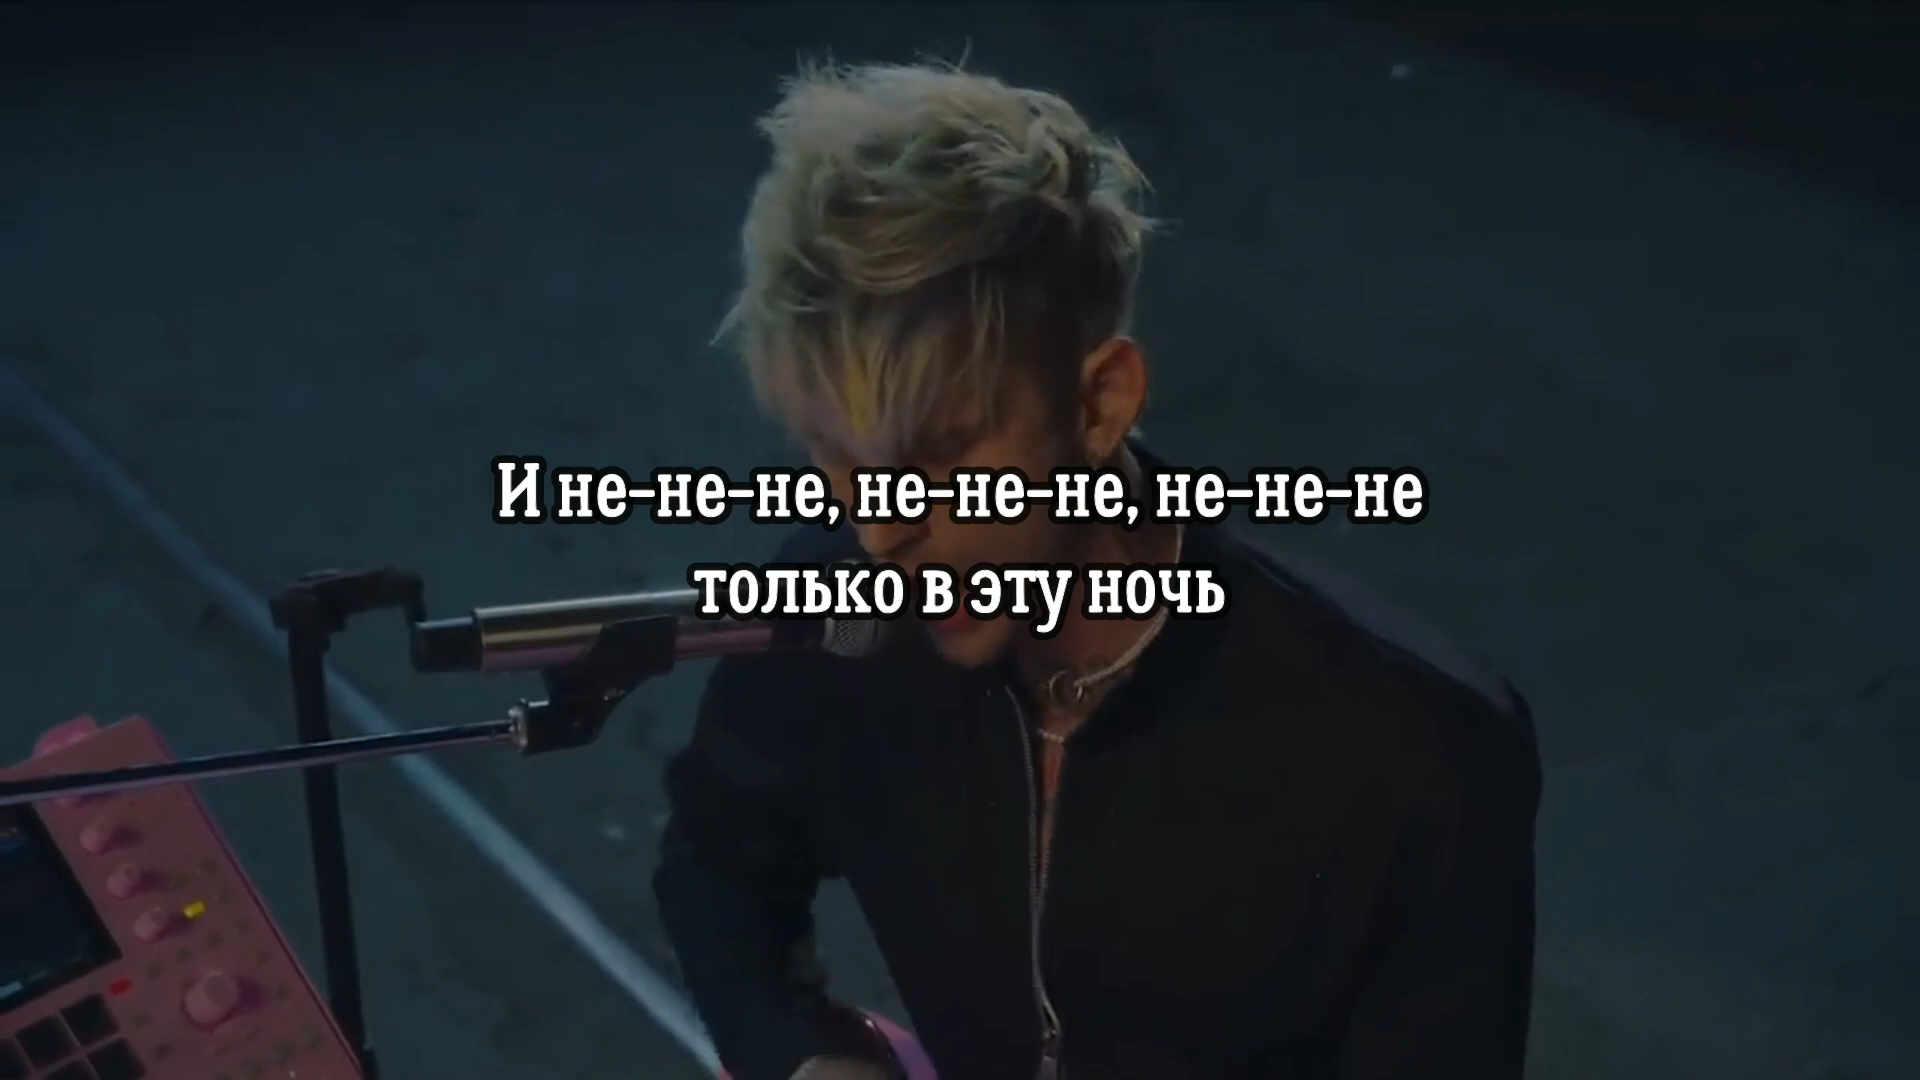 И не-не-не, не-не-не, не-не-не
только в эту ночь